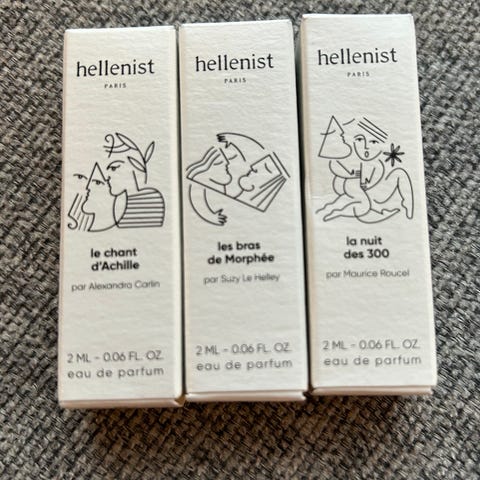 hellenist
PARIS
le chant
d'Achille
par Alexandra Carlin
2 ML – 0.06 FL. OZ.
eau de parfum
hellenist
PARIS
les bras
de Morphée
par Suzy Le Helley
2 ML – 0.06 FL. OZ.
eau de parfum
hellenist
PARIS
la nuit
des 300
par Maurice Roucel
2 ML – 0.06 FL. OZ.
eau de parfum